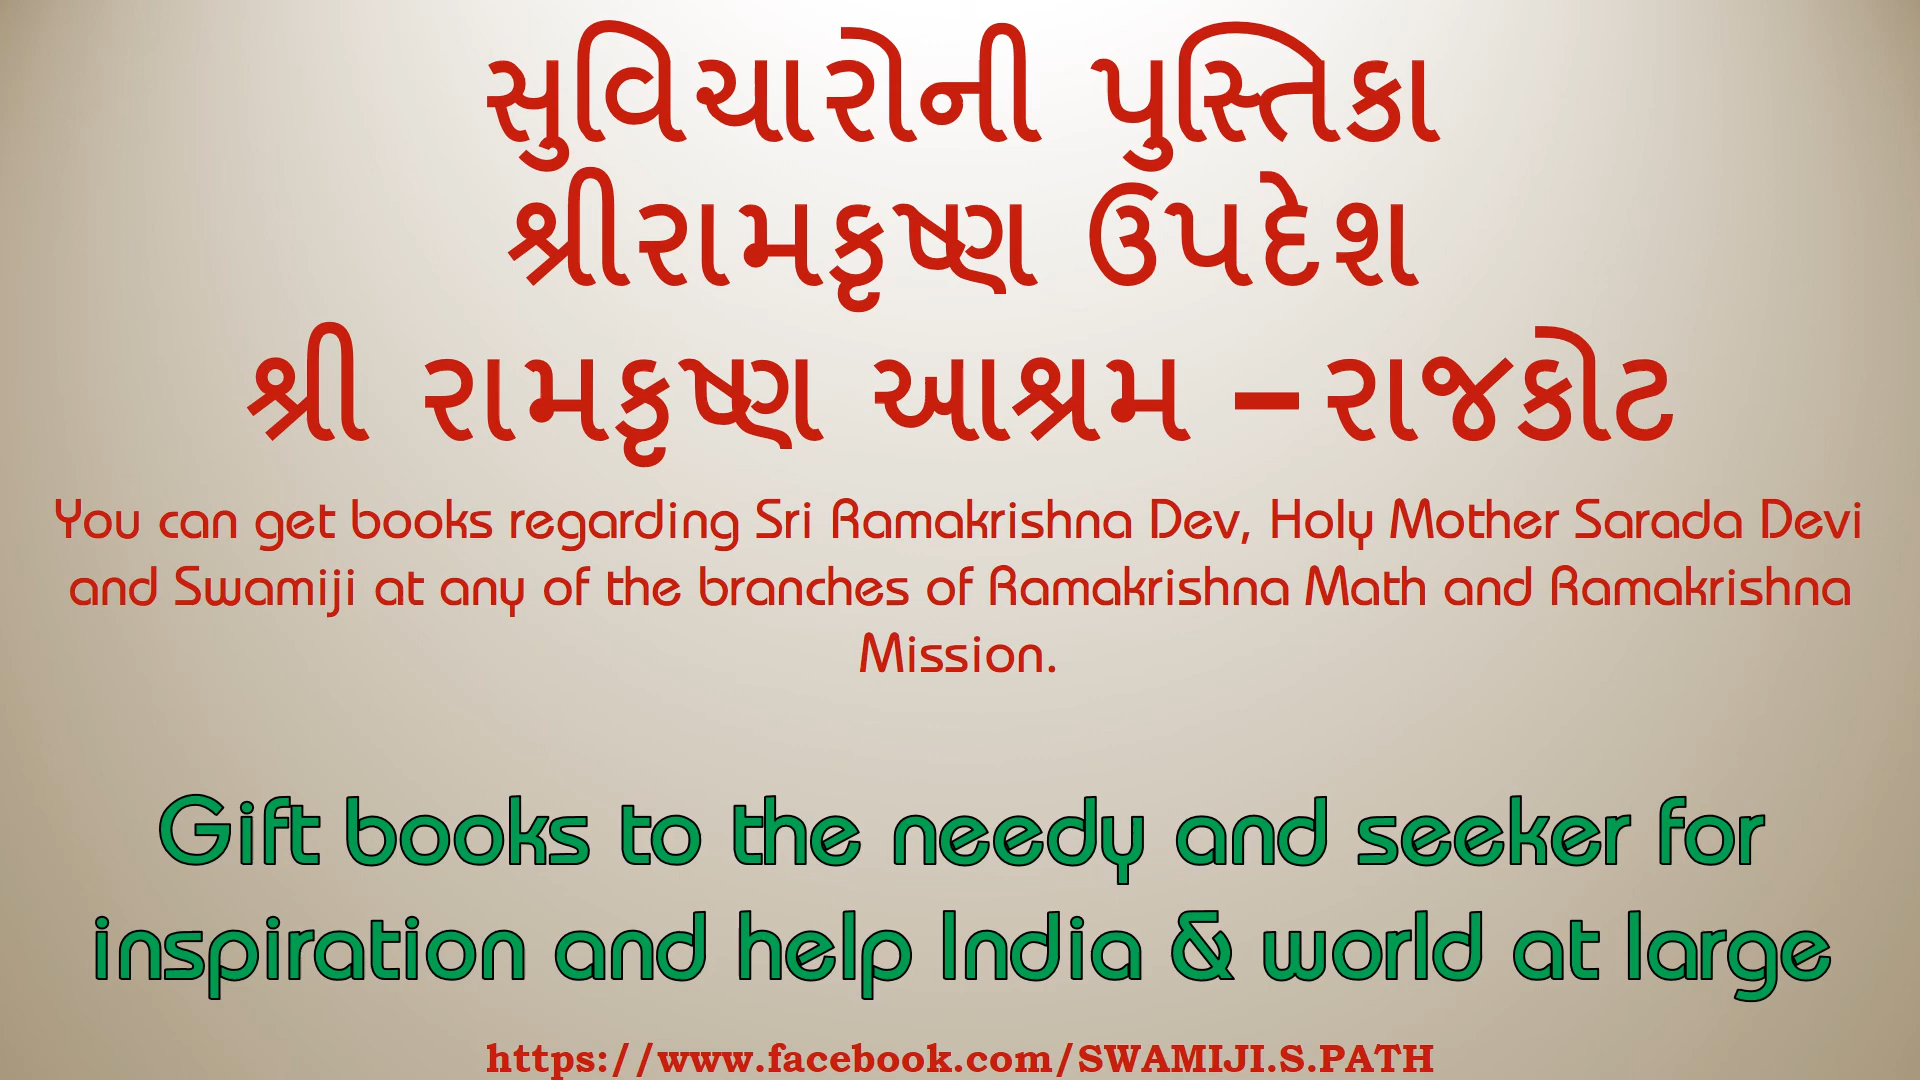 સુવિચારોની પુસ્તિકા
શ્રીરામકૃષ્ણ ઉપદેશ
શ્રી રામકૃષ્ણ આશ્રમ – રાજકોટ
You can get books regarding Sri Ramakrishna Dev, Holy Mother Sarada Devi
and Swamiji at any of the branches of Ramakrishna Math and Ramakrishna
Mission.
Gift books to the needy and seeker for
inspiration and help India & world at large
https://www.facebook.com/SWAMIJI.S.PATH